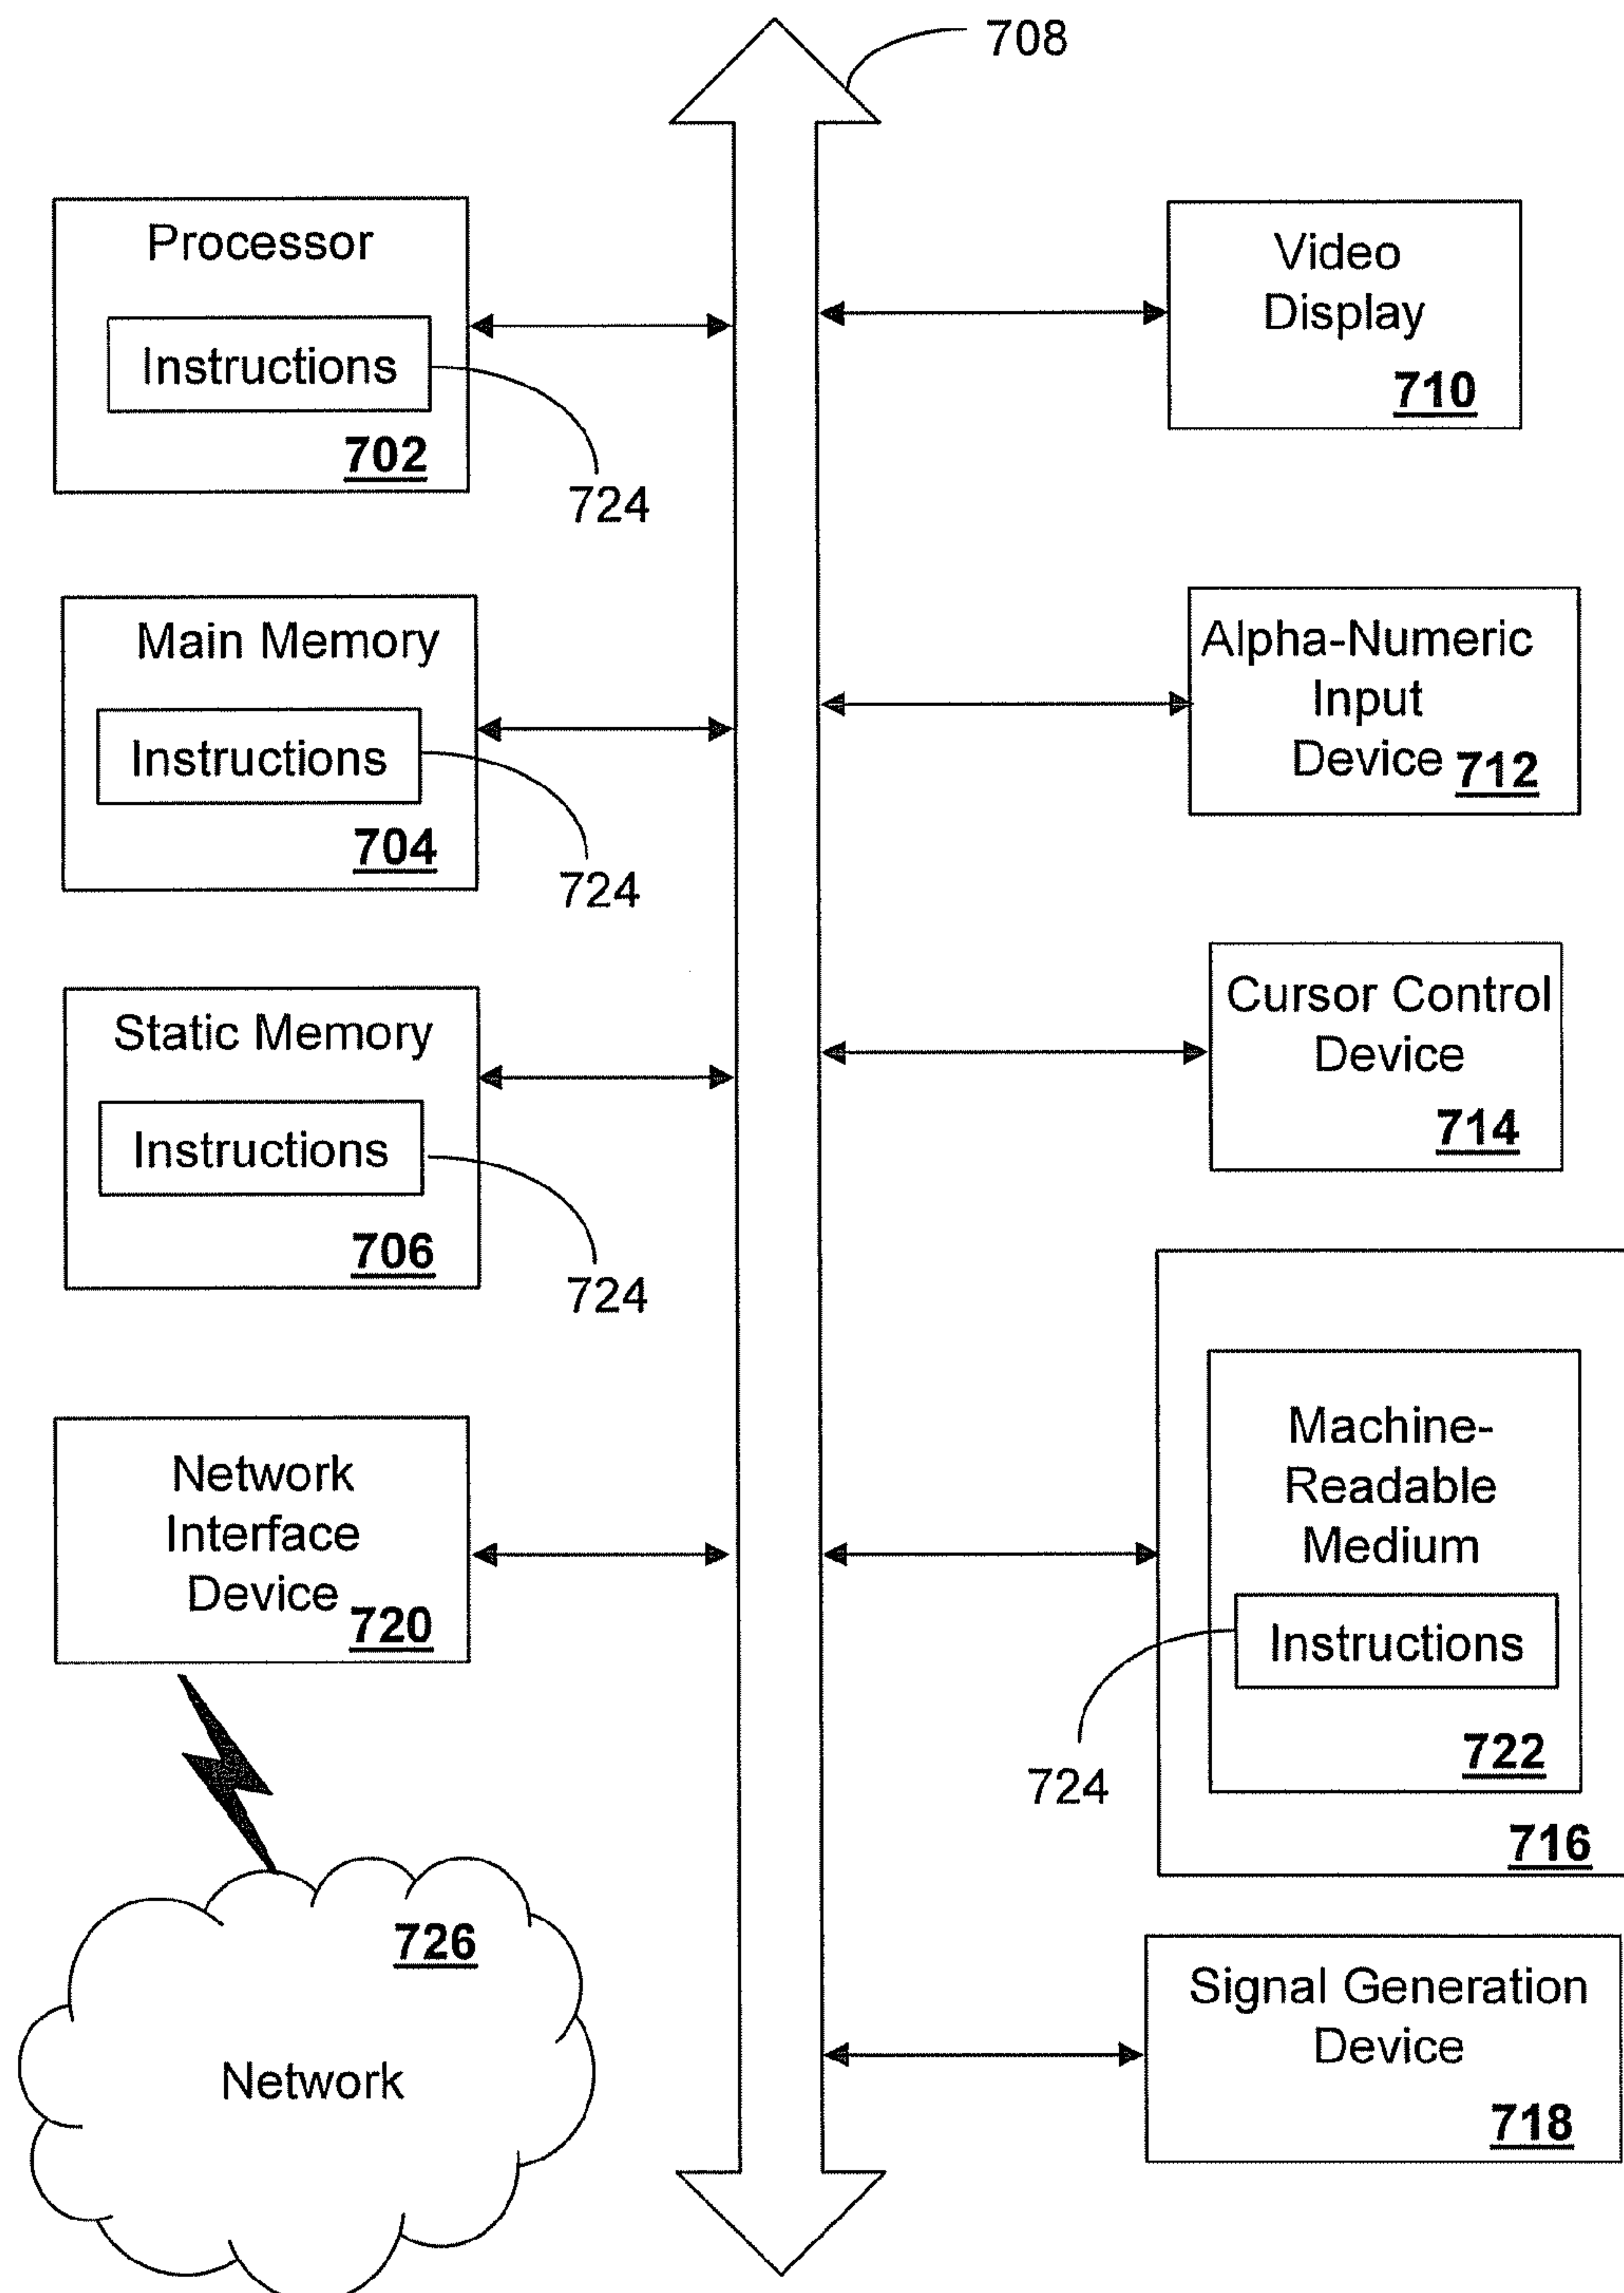 708
Processor
Instructions
702
724
Main Memory
Instructions
704
724
Static Memory
Instructions
706
724
Network
Interface
Device
720
726
Network
Video
Display
710
Alpha-Numeric
Input
Device
712
Cursor Control
Device
714
Machine-
Readable
Medium
Instructions
722
724
716
Signal Generation
Device
718